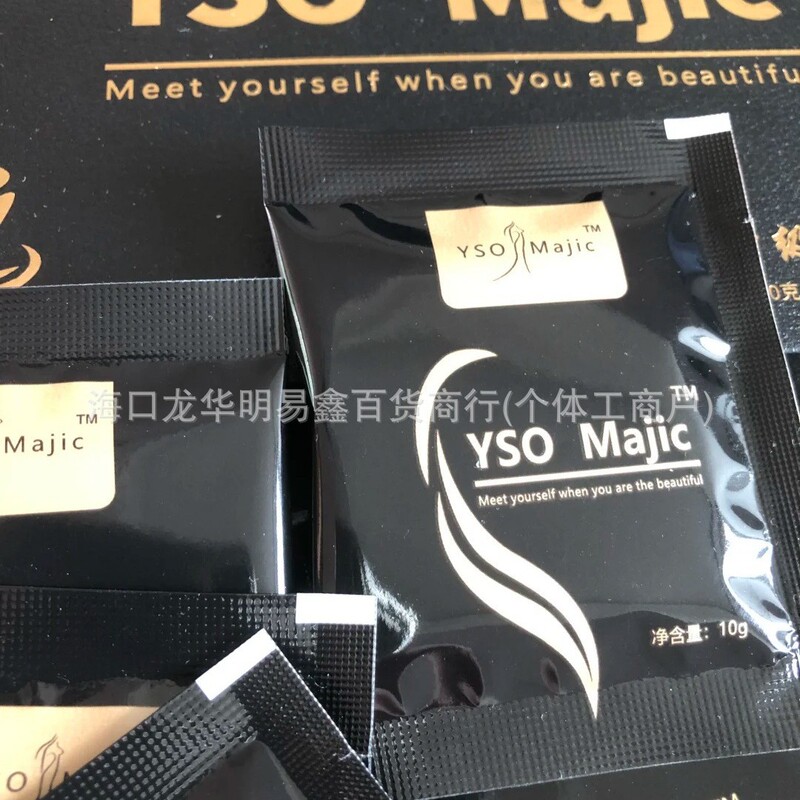 YSO Majic
Meet yourself when you are beautiful
YSO Majic™
0克
海口龙华明易鑫百货商行(个体工商户)
Majic™
YSO Majic™
Meet yourself when you are the beautiful
净含量：10g